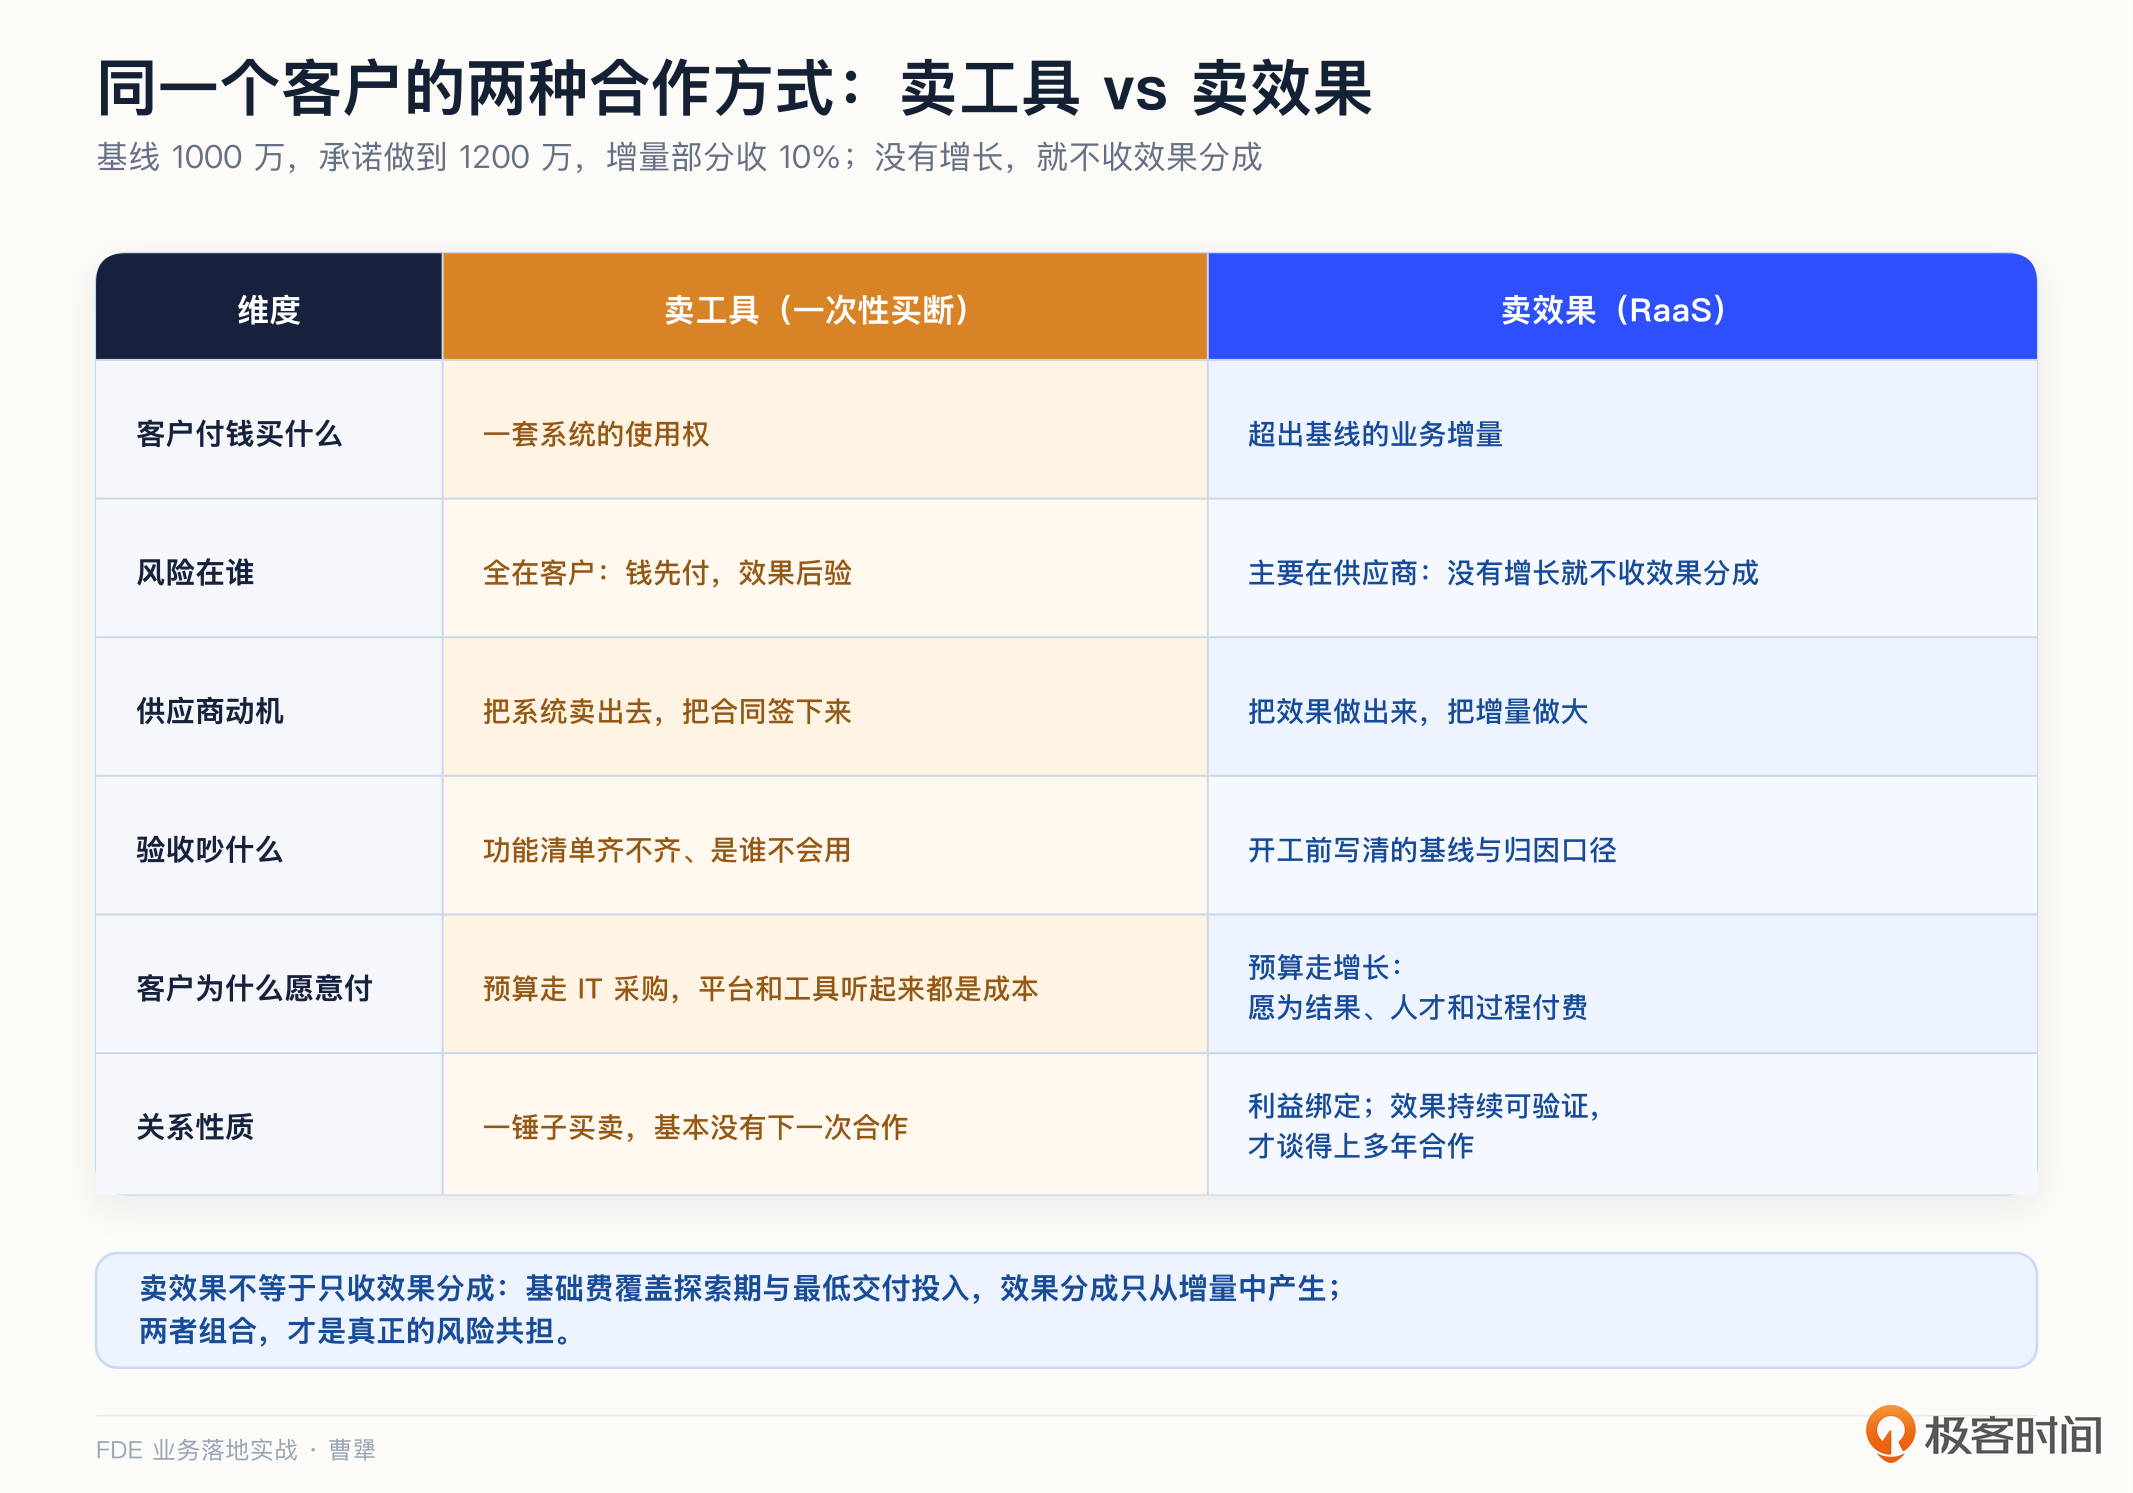 同一个客户的两种合作方式：卖工具 vs 卖效果
基线 1000 万，承诺做到 1200 万，增量部分收 10%；没有增长，就不收效果分成
维度
卖工具（一次性买断）
卖效果（RaaS）
客户付钱买什么
一套系统的使用权
超出基线的业务增量
风险在谁
全在客户：钱先付，效果后验
主要在供应商：没有增长就不收效果分成
供应商动机
把系统卖出去，把合同签下来
把效果做出来，把增量做大
验收吵什么
功能清单齐不齐、是谁不会用
开工前写清的基线与归因口径
客户为什么愿意付
预算走 IT 采购，平台和工具听起来都是成本
预算走增长：
愿为结果、人才和过程付费
关系性质
一锤子买卖，基本没有下一次合作
利益绑定；效果持续可验证，
才谈得上多年合作
卖效果不等于只收效果分成：基础费覆盖探索期与最低交付投入，效果分成只从增量中产生；
两者组合，才是真正的风险共担。
FDE 业务落地实战 · 曹犟
极客时间